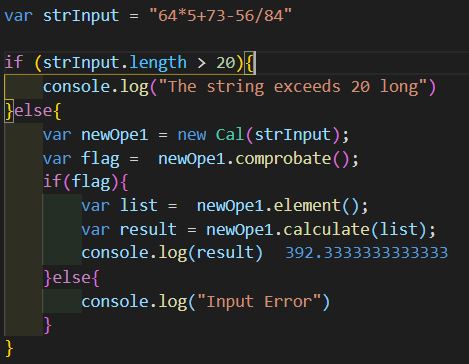 var strInput = "64*5+73-56/84"
if (strInput.length > 20){
console.log("The string exceeds 20 long")
}else{
var newOpe1 = new Cal(strInput);
var flag =  newOpe1.comprobate();
if(flag){
var list =  newOpe1.element();
var result = newOpe1.calculate(list);
console.log(result)  392.3333333333333
}else{
console.log("Input Error")
}
}